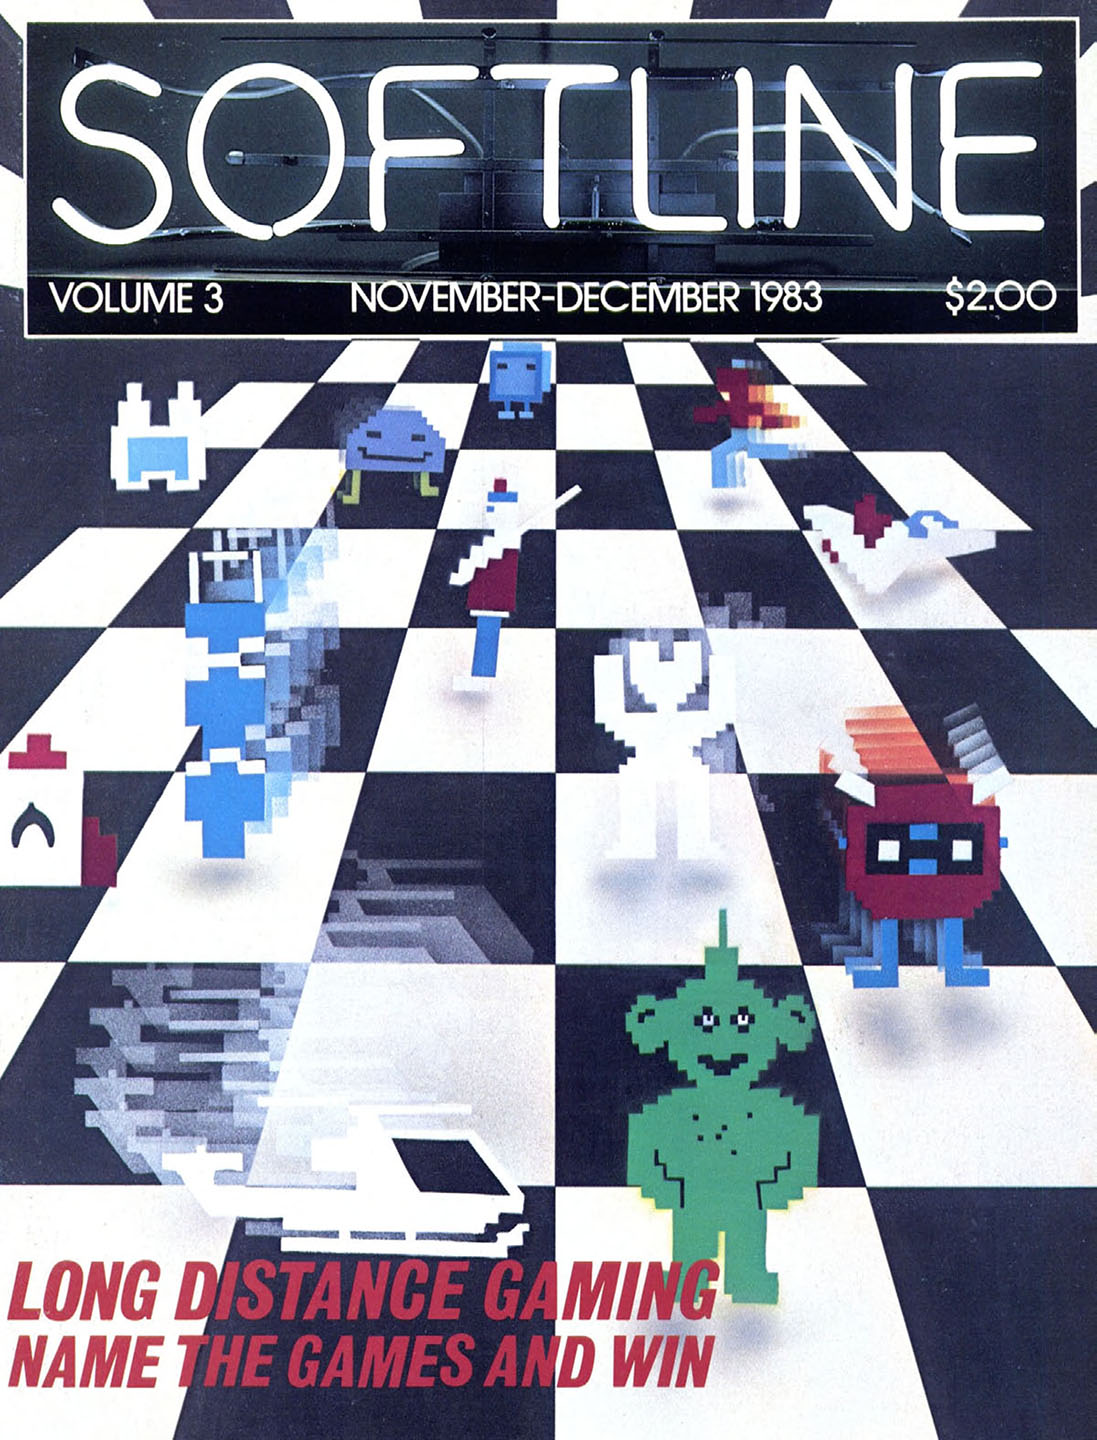 SOFTLINE
VOLUME 3 NOVEMBER-DECEMBER 1983 $2.00
LONG DISTANCE GAMING
NAME THE GAMES AND WIN